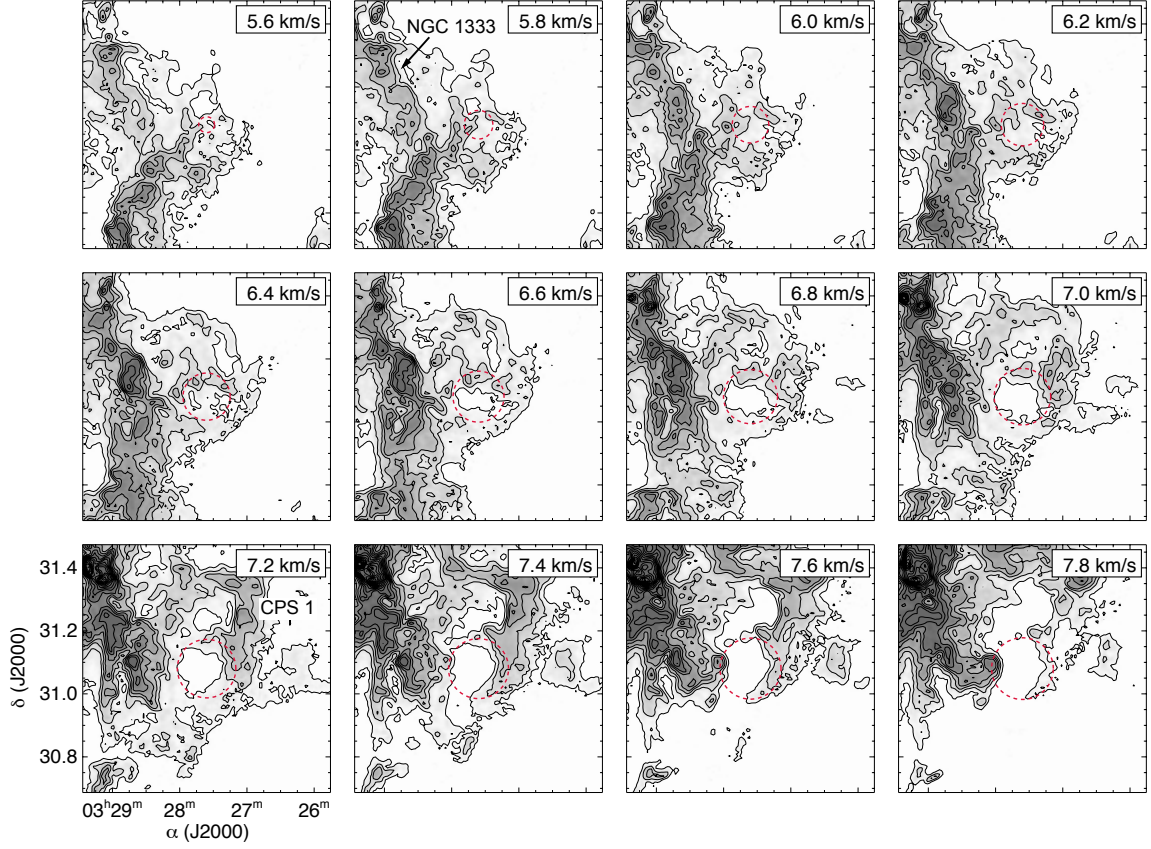 5.6 km/s
NGC 1333
5.8 km/s
6.0 km/s
6.2 km/s
6.4 km/s
6.6 km/s
6.8 km/s
7.0 km/s
7.2 km/s
CPS 1
7.4 km/s
7.6 km/s
7.8 km/s
31.4
31.2
31.0
30.8
δ (J2000)
03ʰ29ᵐ 28ᵐ 27ᵐ 26ᵐ
α (J2000)